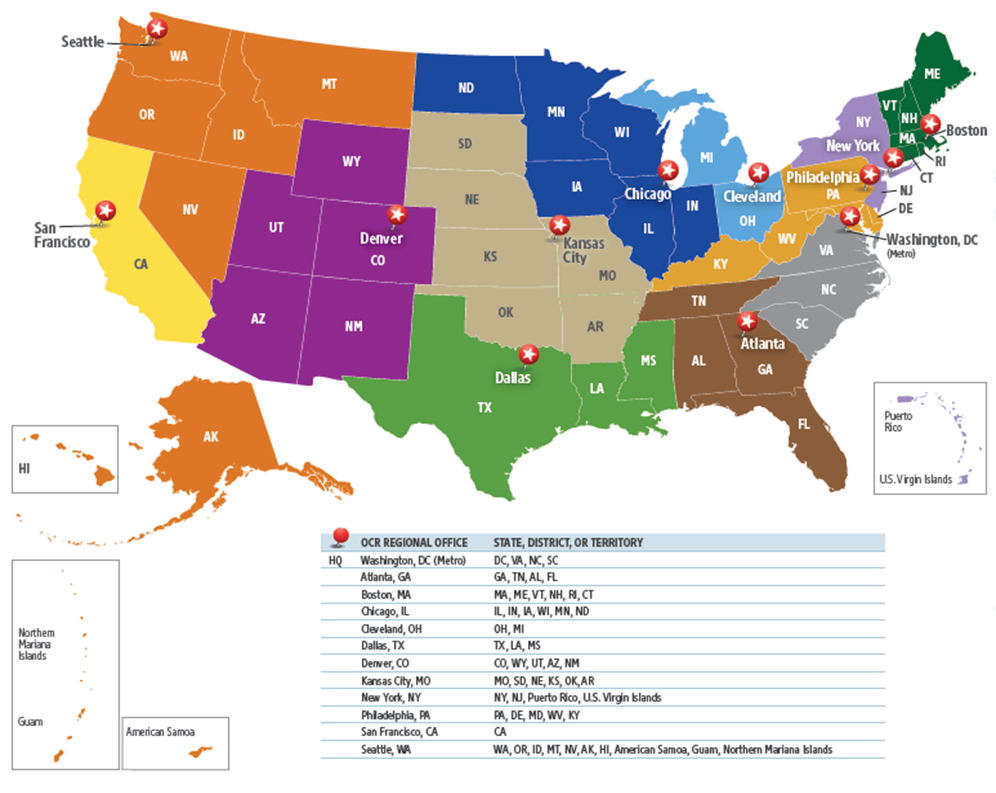 Seattle
WA
MT
ND
MN
ME
VT
NH
OR
ID
SD
WI
MI
NY
MA
Boston
New York
RI
WY
NE
IA
Chicago
Cleveland
Philadelphia
PA
CT
NJ
NV
IN
OH
DE
San
Francisco
UT
Denver
CO
KS
Kansas
City
MO
IL
WV
VA
Washington, DC
(Metro)
CA
KY
NC
AZ
NM
OK
AR
TN
SC
Atlanta
Dallas
TX
LA
MS
AL
GA
FL
AK
HI
Puerto
Rico
U.S. Virgin Islands
Northern
Mariana
Islands
Guam
American Samoa
OCR REGIONAL OFFICE STATE, DISTRICT, OR TERRITORY
HQ Washington, DC (Metro) DC, VA, NC, SC
Atlanta, GA GA, TN, AL, FL
Boston, MA MA, ME, VT, NH, RI, CT
Chicago, IL IL, IN, IA, WI, MN, ND
Cleveland, OH OH, MI
Dallas, TX TX, LA, MS
Denver, CO CO, WY, UT, AZ, NM
Kansas City, MO MO, SD, NE, KS, OK, AR
New York, NY NY, NJ, Puerto Rico, U.S. Virgin Islands
Philadelphia, PA PA, DE, MD, WV, KY
San Francisco, CA CA
Seattle, WA WA, OR, ID, MT, NV, AK, HI, American Samoa, Guam, Northern Mariana Islands